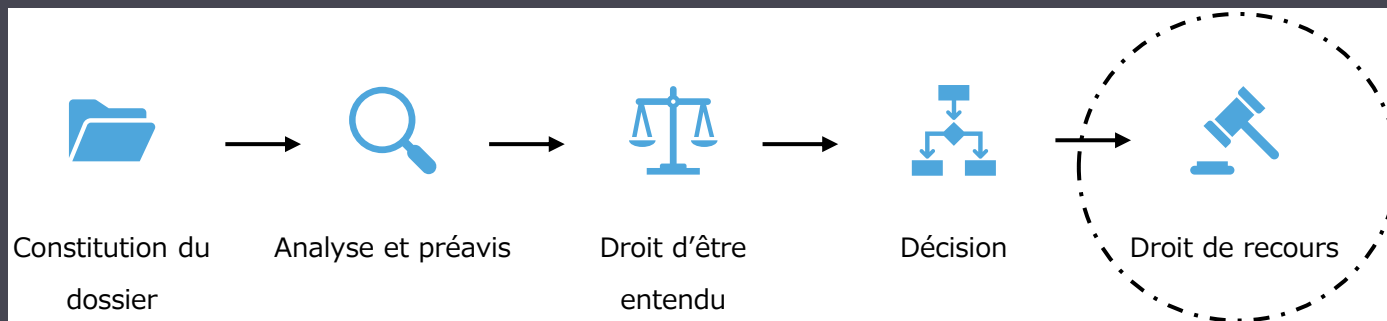 Constitution du
dossier
Analyse et préavis
Droit d’être
entendu
Décision
Droit de recours